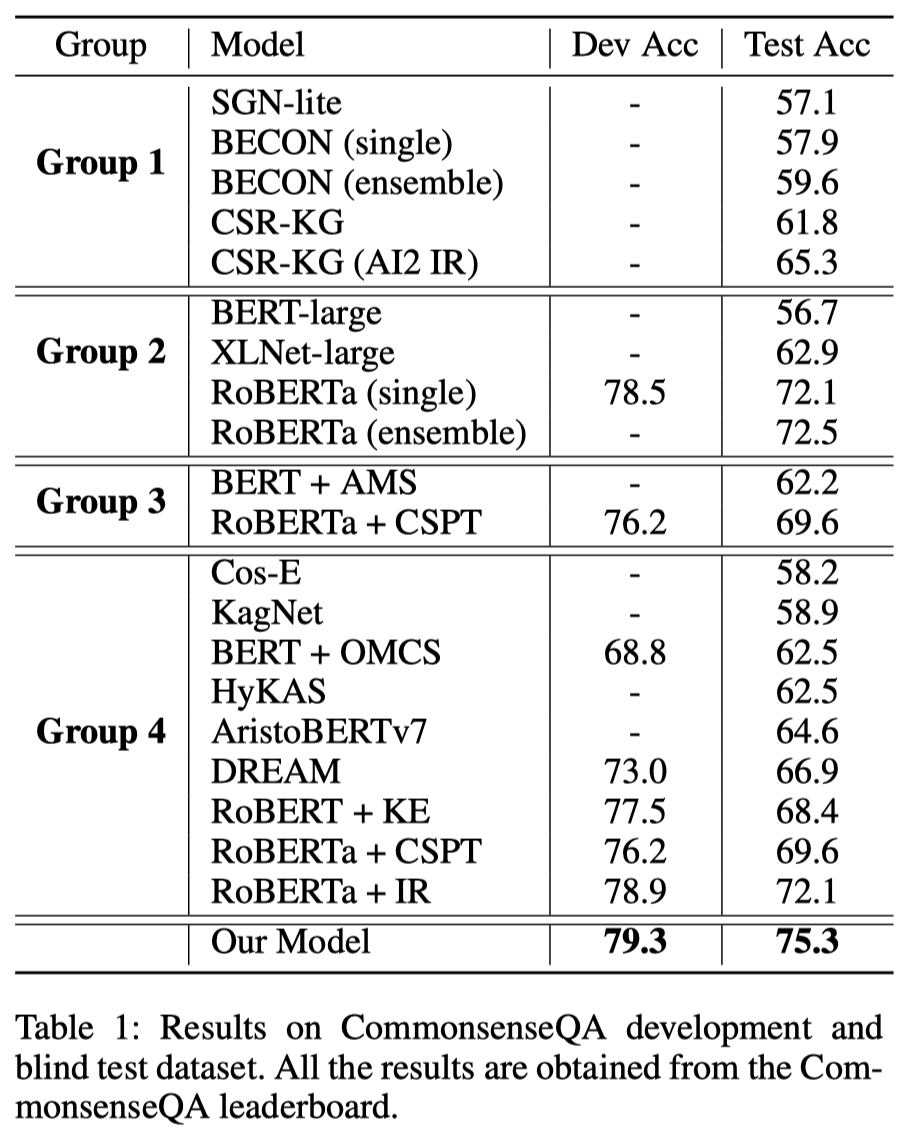 Group Model Dev Acc Test Acc
SGN-lite - 57.1
BECON (single) - 57.9
Group 1
BECON (ensemble) - 59.6
CSR-KG - 61.8
CSR-KG (AI2 IR) - 65.3
BERT-large - 56.7
Group 2 XLNet-large - 62.9
RoBERTa (single) 78.5 72.1
RoBERTa (ensemble) - 72.5
BERT + AMS - 62.2
Group 3
RoBERTa + CSPT 76.2 69.6
Cos-E - 58.2
KagNet - 58.9
BERT + OMCS 68.8 62.5
HyKAS - 62.5
Group 4 AristoBERTv7 - 64.6
DREAM 73.0 66.9
RoBERT + KE 77.5 68.4
RoBERTa + CSPT 76.2 69.6
RoBERTa + IR 78.9 72.1
Our Model 79.3 75.3
Table 1: Results on CommonsenseQA development and
blind test dataset. All the results are obtained from the Com-
monsenseQA leaderboard.